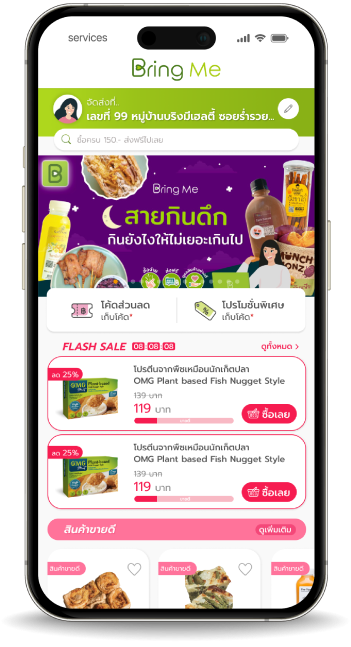 services
Bring Me
จัดส่งที่..
เลขที่ 99 หมู่บ้านบริงมีเฮลตี้ ซอยร่ำรวย...
ซื้อครบ 150.- ส่งฟรีไปเลย
Bring Me
สายกินดึก
กินยังไงให้ไม่เยอะเกินไป
MUNCH
ONZ
โค้ดส่วนลด
เก็บโค้ด*
โปรโมชั่นพิเศษ
เก็บโค้ด*
FLASH SALE 08 08 08
ดูทั้งหมด >
ลด 25%
โปรตีนจากพืชเหมือนนักเก็ตปลา
OMG Plant based Fish Nugget Style
139 บาท
119 บาท
ซื้อเลย
ลด 25%
โปรตีนจากพืชเหมือนนักเก็ตปลา
OMG Plant based Fish Nugget Style
139 บาท
119 บาท
ซื้อเลย
สินค้าขายดี
ดูเพิ่มเติม
สินค้าขายดี
สินค้าขายดี
สินค้าขายดี